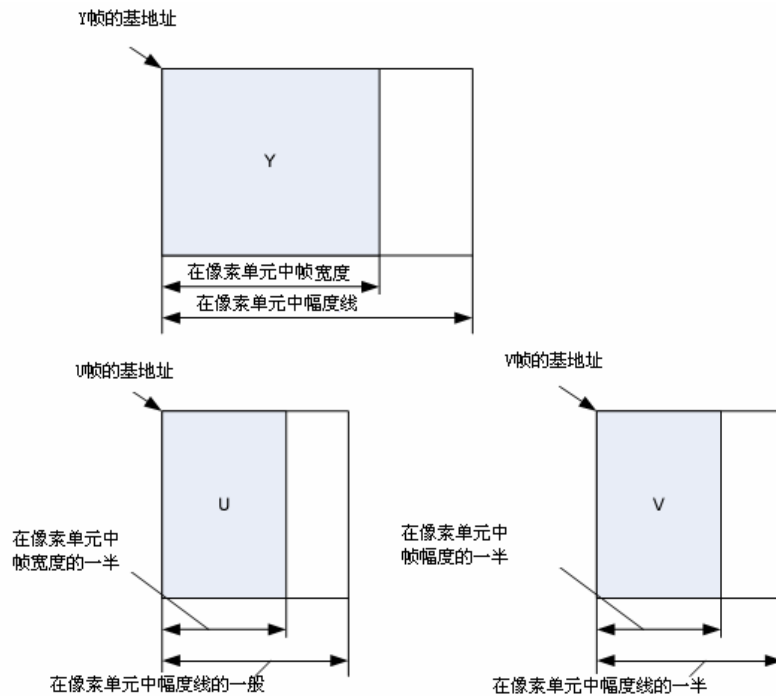 Y帧的基地址
Y
在像素单元中帧宽度
在像素单元中幅度线
U帧的基地址
V帧的基地址
U
V
在像素单元中
帧宽度的一半
在像素单元中
帧幅度的一半
在像素单元中幅度线的一般
在像素单元中幅度线的一半